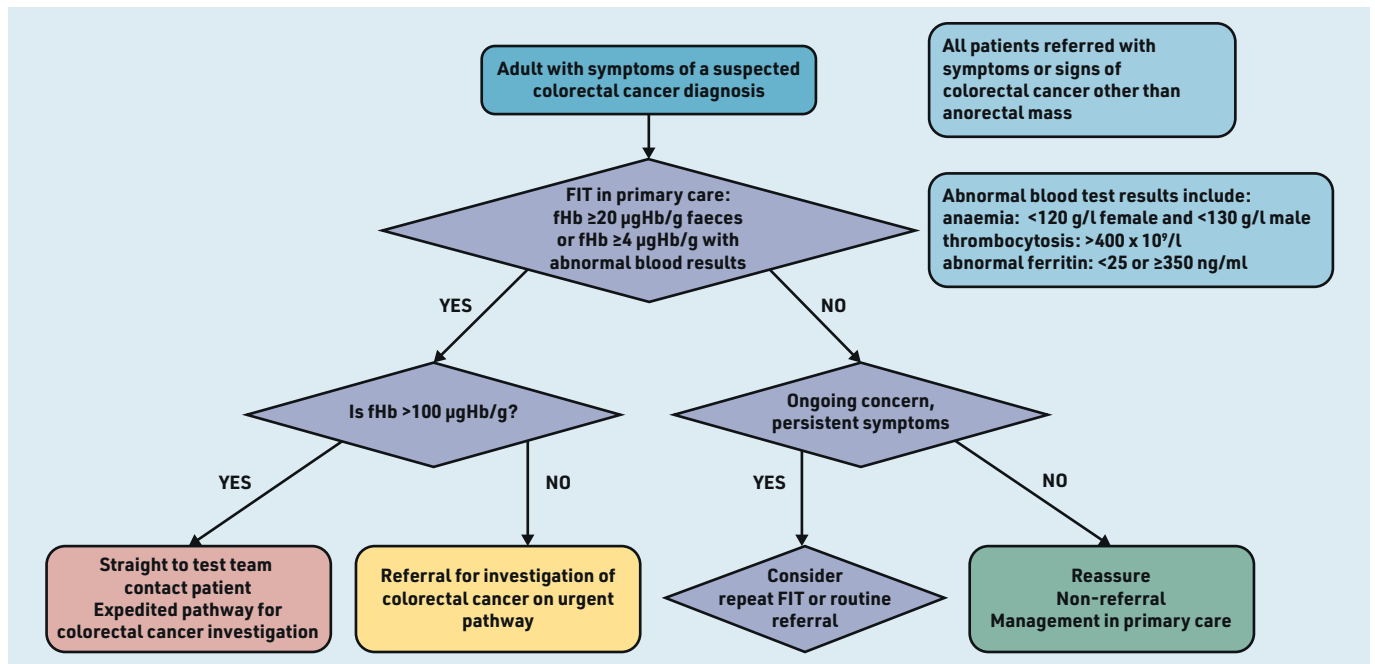 Adult with symptoms of a suspected
colorectal cancer diagnosis
All patients referred with
symptoms or signs of
colorectal cancer other than
anorectal mass
FIT in primary care:
fHb ≥20 µgHb/g faeces
or fHb ≥4 µgHb/g with
abnormal blood results
Abnormal blood test results include:
anaemia: <120 g/l female and <130 g/l male
thrombocytosis: >400 x 10⁹/l
abnormal ferritin: <25 or ≥350 ng/ml
YES
NO
Is fHb >100 µgHb/g?
Ongoing concern,
persistent symptoms
YES
NO
YES
NO
Straight to test team
contact patient
Expedited pathway for
colorectal cancer investigation
Referral for investigation of
colorectal cancer on urgent
pathway
Consider
repeat FIT or routine
referral
Reassure
Non-referral
Management in primary care